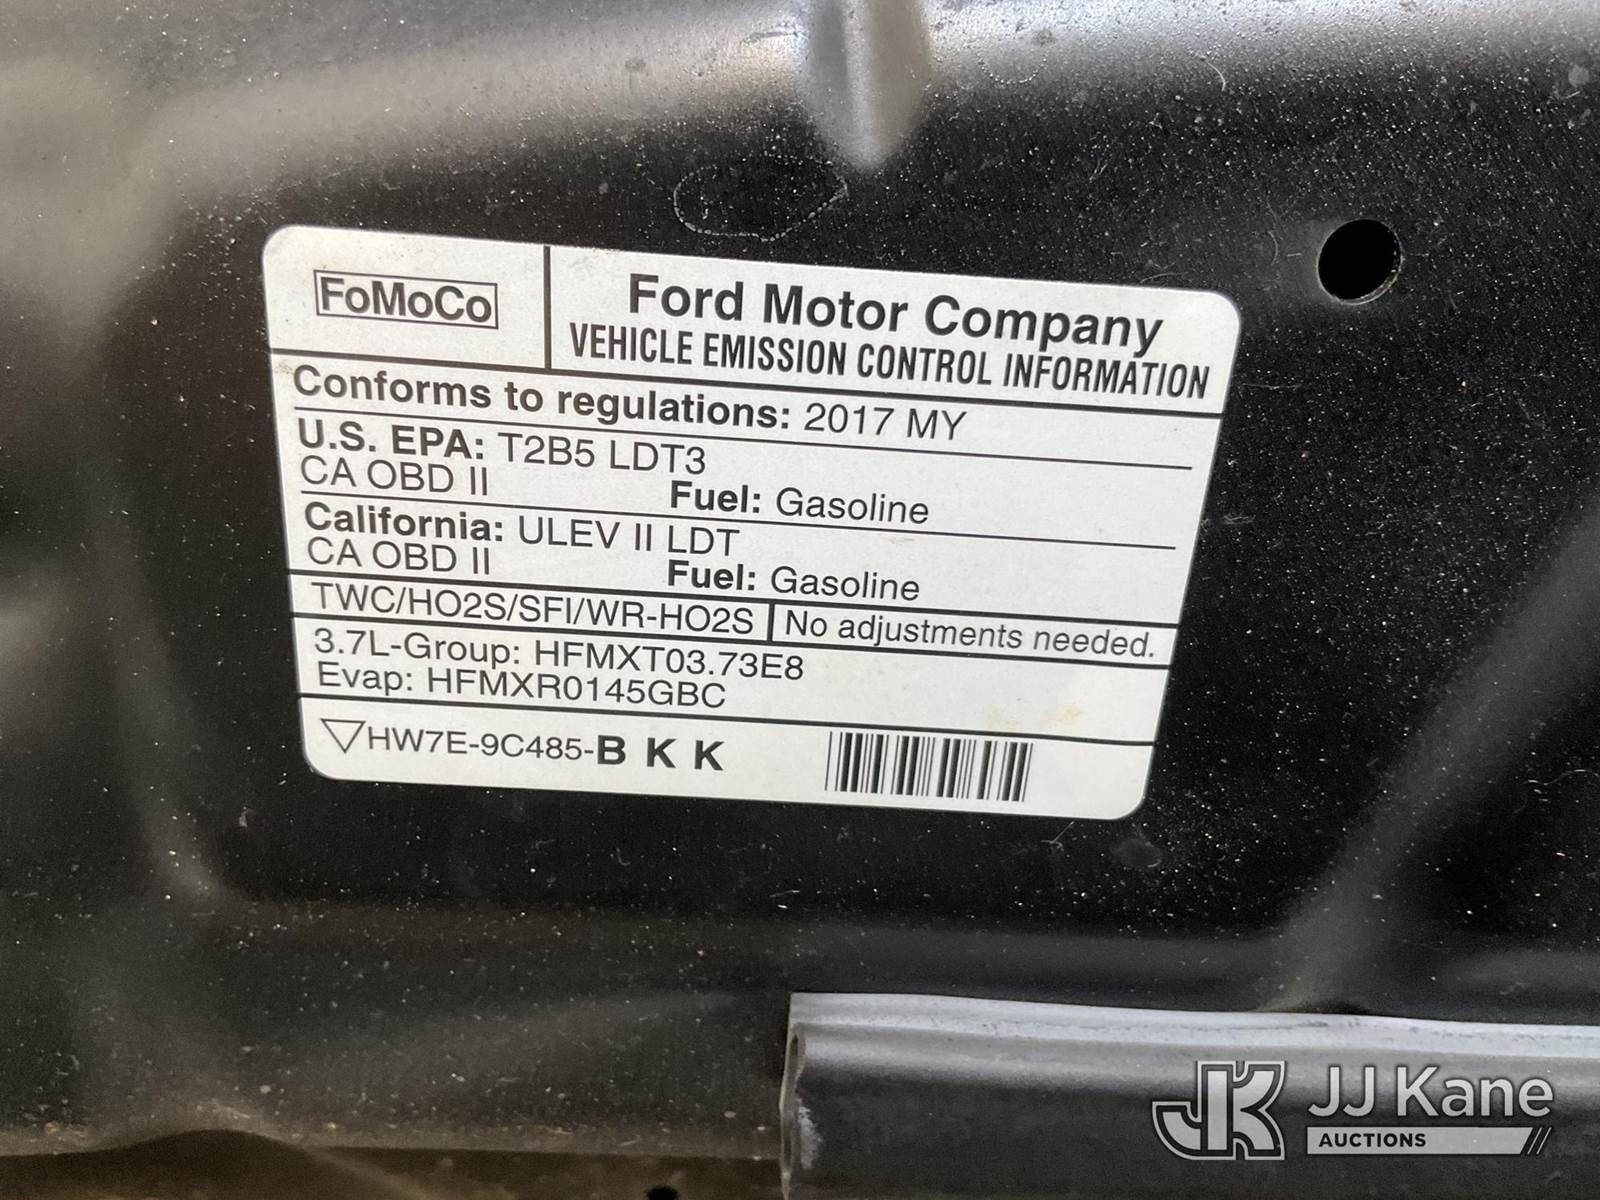 FoMoCo
Ford Motor Company
VEHICLE EMISSION CONTROL INFORMATION
Conforms to regulations: 2017 MY
U.S. EPA: T2B5 LDT3
CA OBD II Fuel: Gasoline
California: ULEV II LDT
CA OBD II Fuel: Gasoline
TWC/HO2S/SFI/WR-HO2S No adjustments needed.
3.7L-Group: HFMXT03.73E8
Evap: HFMXR0145GBC
HW7E-9C485-B K K
JK JJ Kane
AUCTIONS